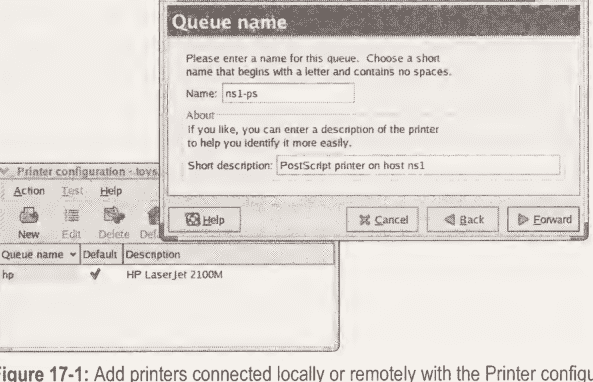 Queue name
Please enter a name for this queue. Choose a short
name that begins with a letter and contains no spaces.
Name: ns1-ps
About
If you like, you can enter a description of the printer
to help you identify it more easily.
Short description: PostScript printer on host ns1
Help Cancel Back Forward
Printer configuration - toys.
Action Test Help
New Edit Delete Def
Queue name Default Description
hp HP LaserJet 2100M
Figure 17-1: Add printers connected locally or remotely with the Printer configu